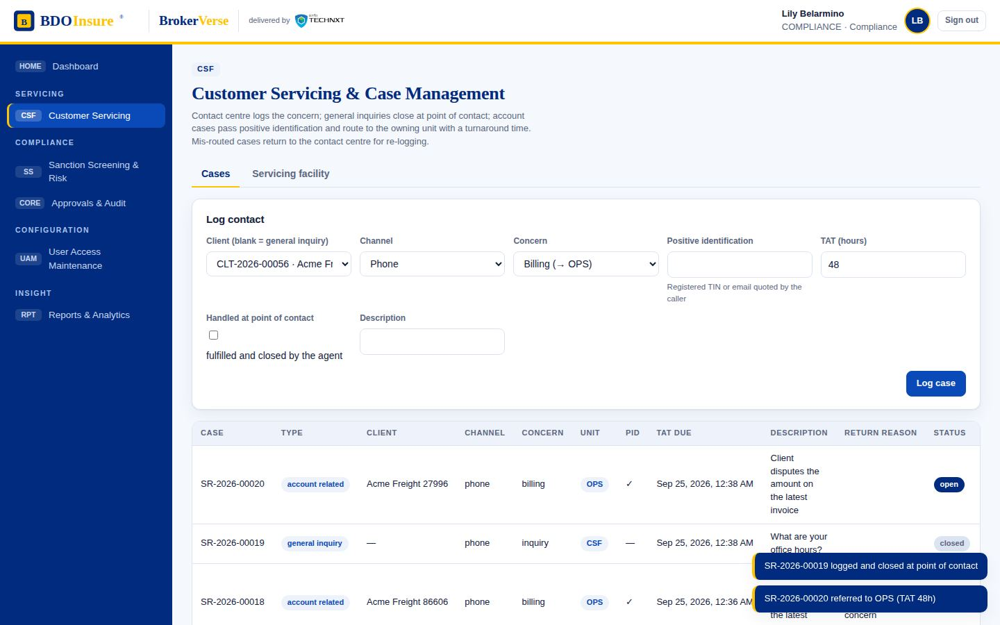 B BDOInsure ®
BrokerVerse
delivered by
TECHNXT
Lily Belarmino
COMPLIANCE · Compliance
LB
Sign out
HOME Dashboard
SERVICING
CSF Customer Servicing
COMPLIANCE
SS Sanction Screening &
Risk
CORE Approvals & Audit
CONFIGURATION
UAM User Access
Maintenance
INSIGHT
RPT Reports & Analytics
CSF
Customer Servicing & Case Management
Contact centre logs the concern; general inquiries close at point of contact; account
cases pass positive identification and route to the owning unit with a turnaround time.
Mis-routed cases return to the contact centre for re-logging.
Cases Servicing facility
Log contact
Client (blank = general inquiry) Channel Concern Positive identification TAT (hours)
CLT-2026-00056 · Acme Fr Phone Billing (→ OPS) 48
Registered TIN or email quoted by the
caller
Handled at point of contact Description
fulfilled and closed by the agent
Log case
CASE TYPE CLIENT CHANNEL CONCERN UNIT PID TAT DUE DESCRIPTION RETURN REASON STATUS
SR-2026-00020 account related Acme Freight 27996 phone billing OPS ✓ Sep 25, 2026, 12:38 AM Client
disputes the
amount on
the latest
invoice
open
SR-2026-00019 general inquiry — phone inquiry CSF — Sep 25, 2026, 12:38 AM What are your
office hours?
closed
SR-2026-00018 account related Acme Freight 86606 phone billing OPS ✓ Sep 25, 2026, 12:36 AM
the latest concern
SR-2026-00019 logged and closed at point of contact
SR-2026-00020 referred to OPS (TAT 48h)